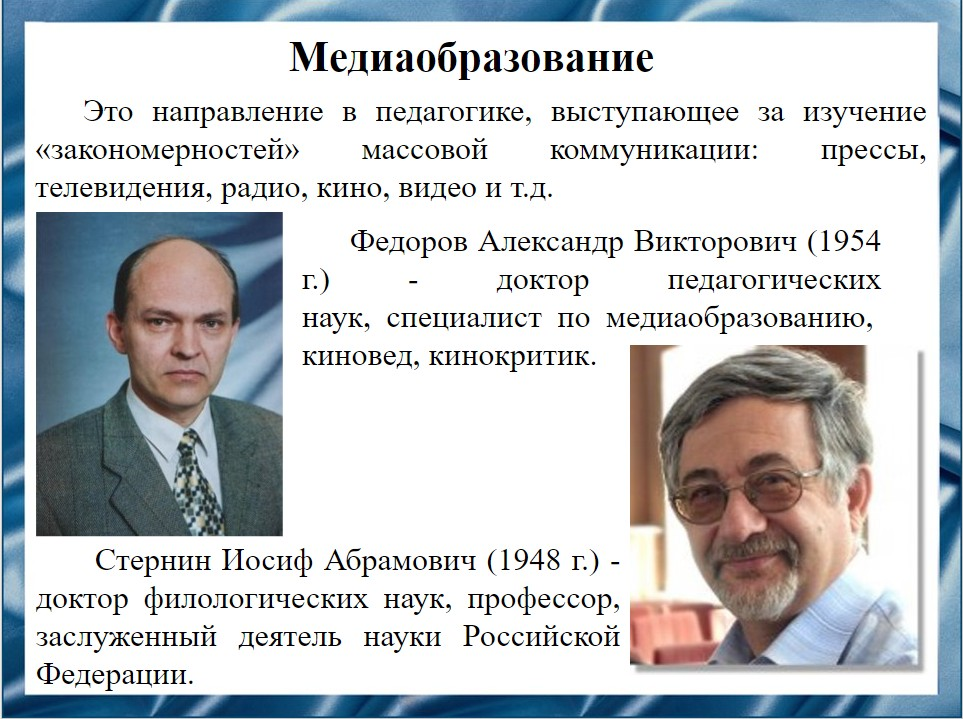 Медиаобразование
Это направление в педагогике, выступающее за изучение
«закономерностей» массовой коммуникации: прессы,
телевидения, радио, кино, видео и т.д.
Федоров Александр Викторович (1954
г.) - доктор педагогических
наук, специалист по медиаобразованию,
киновед, кинокритик.
Стернин Иосиф Абрамович (1948 г.) -
доктор филологических наук, профессор,
заслуженный деятель науки Российской
Федерации.